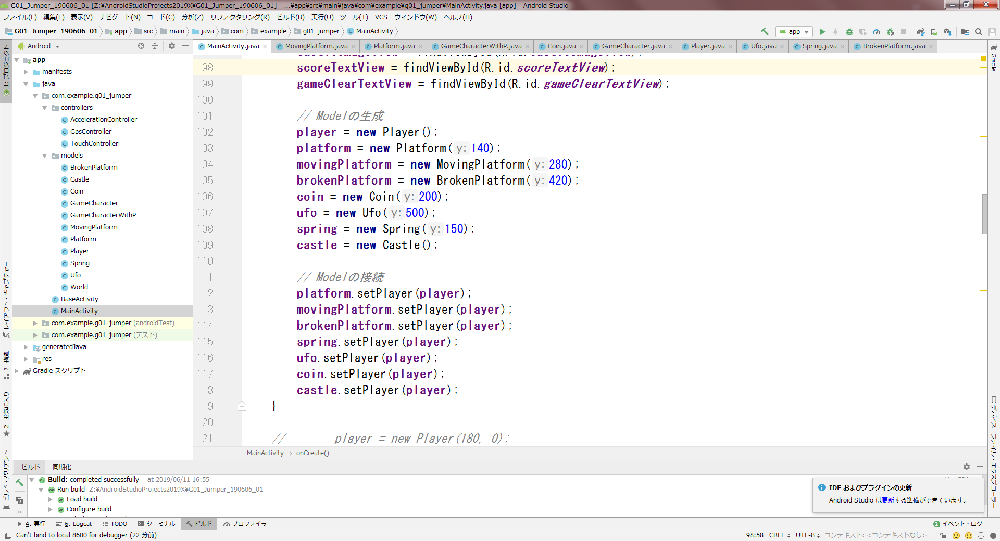 G01_Jumper_190606_01 [Z:¥AndroidStudioProjects2019X¥G01_Jumper_190606_01] - ...¥app¥src¥main¥java¥com¥example¥g01_jumper¥MainActivity.java [app] - Android Studio
ファイル(F) 編集(E) 表示(V) ナビゲート(N) コード(C) 分析(Z) リファクタリング(R) ビルド(B) 実行(U) ツール(T) VCS ウィンドウ(W) ヘルプ(H)
G01_Jumper_190606_01 app src main java com example g01_jumper MainActivity app
Android
MainActivity.java MovingPlatform.java Platform.java GameCharacterWithP.java Coin.java GameCharacter.java Player.java Ufo.java Spring.java BrokenPlatform.java
1: プロジェクト
レイアウト・キャプチャー
7: 構造
2: お気に入り
ビルド・バリアント
app
manifests
java
com.example.g01_jumper
controllers
AccelerationController
GpsController
TouchController
models
BrokenPlatform
Castle
Coin
GameCharacter
GameCharacterWithP
MovingPlatform
Platform
Player
Spring
Ufo
World
BaseActivity
MainActivity
com.example.g01_jumper (androidTest)
com.example.g01_jumper (テスト)
generatedJava
res
Gradle スクリプト
98 scoreTextView = findViewById(R.id.scoreTextView);
99 gameClearTextView = findViewById(R.id.gameClearTextView);
100
101 // Modelの生成
102 player = new Player();
103 platform = new Platform( y: 140);
104 movingPlatform = new MovingPlatform( y: 280);
105 brokenPlatform = new BrokenPlatform( y: 420);
106 coin = new Coin( y: 200);
107 ufo = new Ufo( y: 500);
108 spring = new Spring( y: 150);
109 castle = new Castle();
110
111 // Modelの接続
112 platform.setPlayer(player);
113 movingPlatform.setPlayer(player);
114 brokenPlatform.setPlayer(player);
115 spring.setPlayer(player);
116 ufo.setPlayer(player);
117 coin.setPlayer(player);
118 castle.setPlayer(player);
119 }
120
121 // player = new Player(180, 0);
MainActivity › onCreate()
Gradle
デバイス・ファイル・エクスプローラー
ビルド 同期化
Build: completed successfully at 2019/06/11 16:55
Run build Z:¥AndroidStudioProjects2019X¥G01_Jumper_190606_01
Load build
Configure build
IDE およびプラグインの更新
Android Studio は更新する準備ができています。
4: 実行 6: Logcat TODO ターミナル ビルド プロファイラー 2 イベント・ログ
Can't bind to local 8600 for debugger (22 分前) 98:58 CRLF UTF-8 コンテキスト: <コンテキストなし>